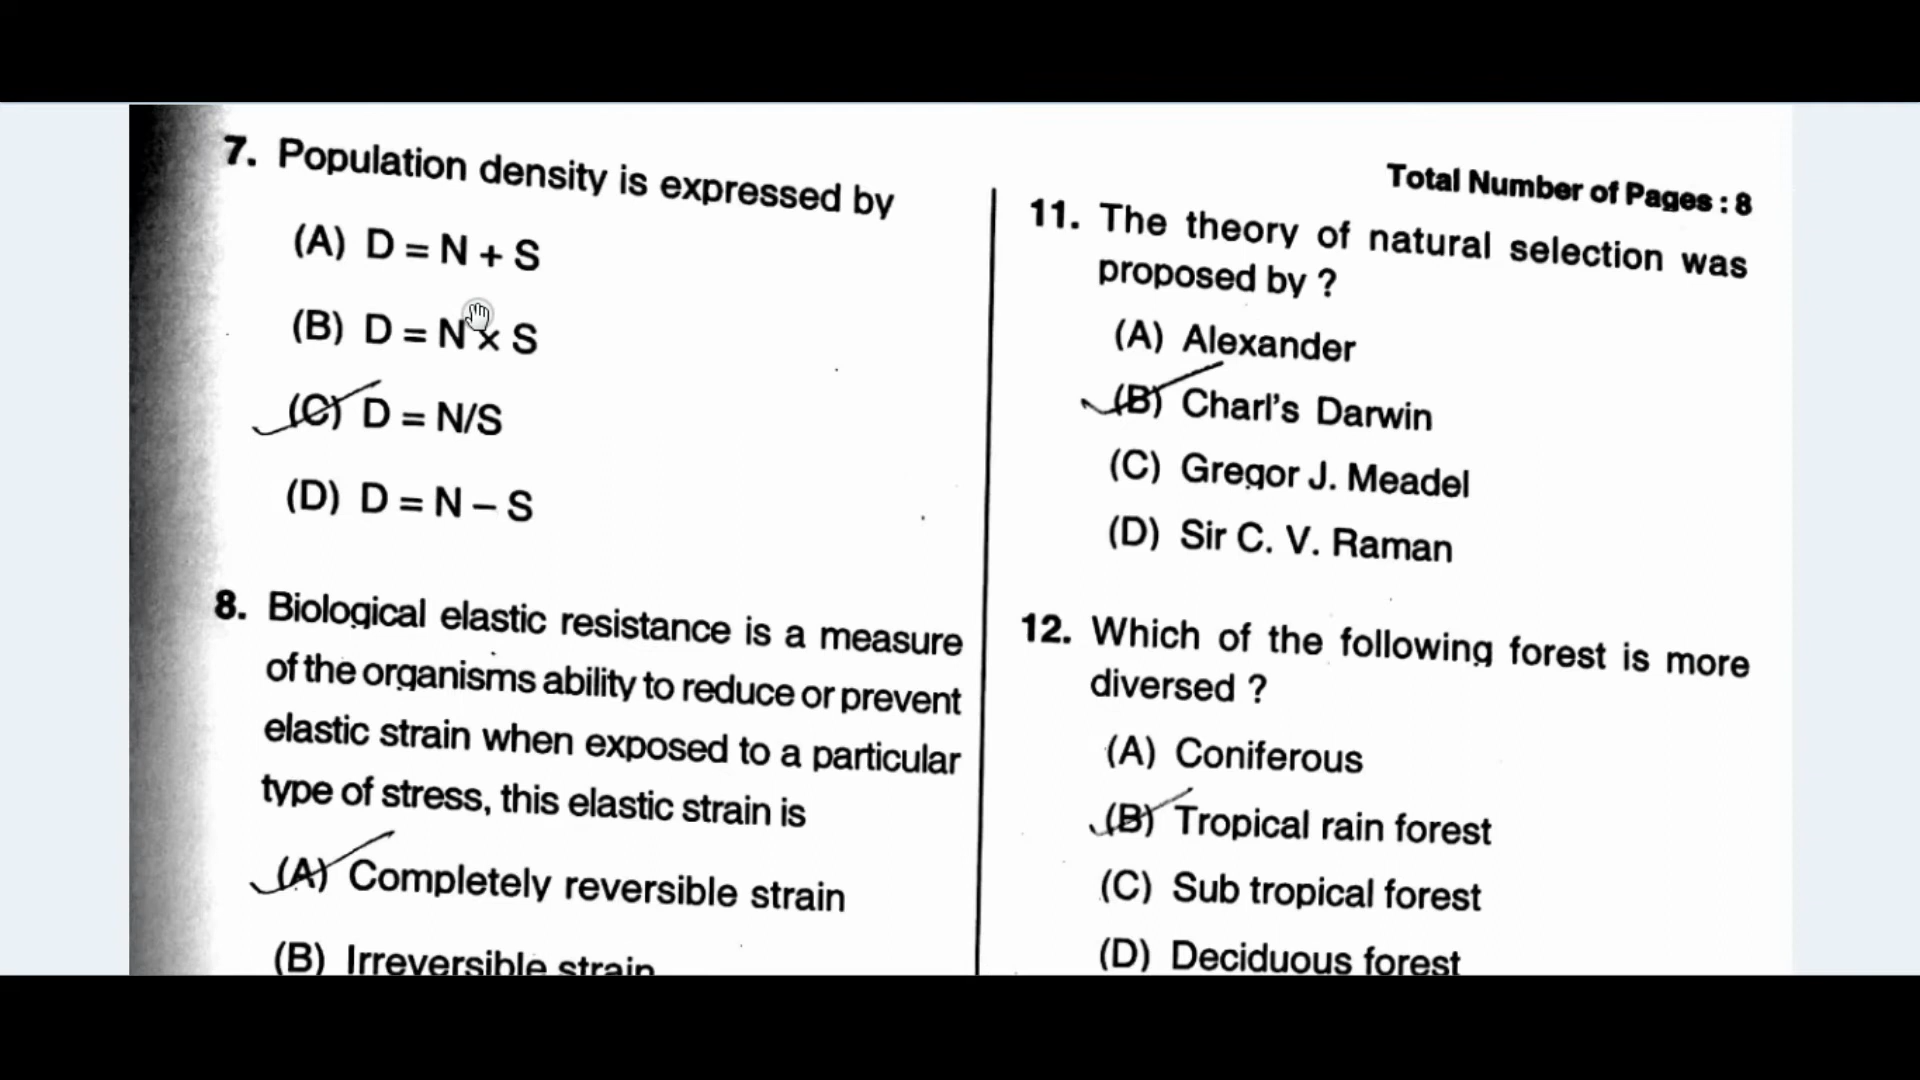 7. Population density is expressed by
(A) D = N + S
(B) D = N × S
(C) D = N/S
(D) D = N – S
8. Biological elastic resistance is a measure
of the organisms ability to reduce or prevent
elastic strain when exposed to a particular
type of stress, this elastic strain is
(A) Completely reversible strain
(B) Irreversible strain
Total Number of Pages : 8
11. The theory of natural selection was
proposed by ?
(A) Alexander
(B) Charl's Darwin
(C) Gregor J. Meadel
(D) Sir C. V. Raman
12. Which of the following forest is more
diversed ?
(A) Coniferous
(B) Tropical rain forest
(C) Sub tropical forest
(D) Deciduous forest